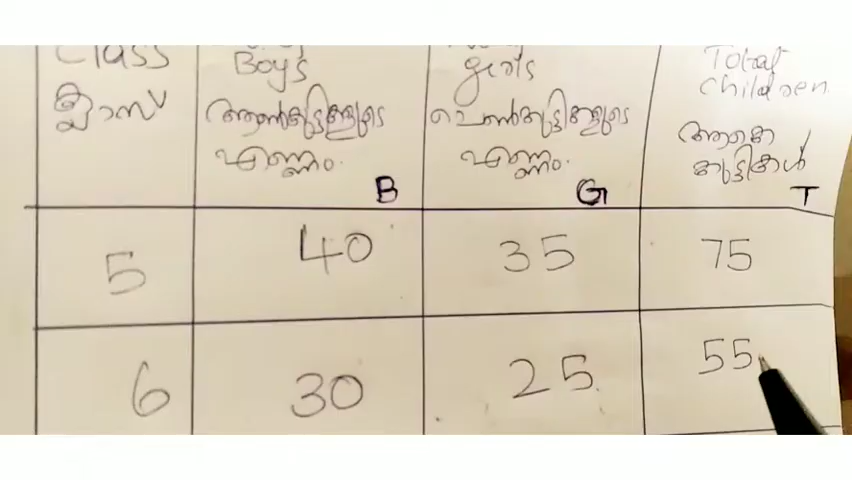 Class
Boys
girls
Total
children
ക്ലാസ്
ആൺകുട്ടികളുടെ
എണ്ണം.
പെൺകുട്ടികളുടെ
എണ്ണം.
ആകെ
കുട്ടികൾ
B
G
T
5 40 35 75
6 30 25 55